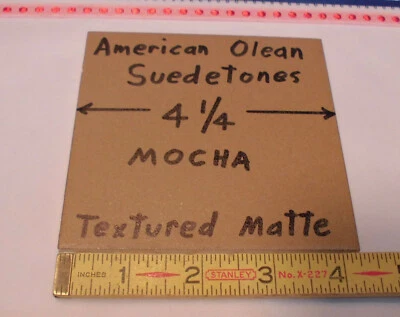 American Olean
Suedetones
4 1/4
MOCHA
Textured Matte
INCHES 1 2 STANLEY 3 No. X-227 4